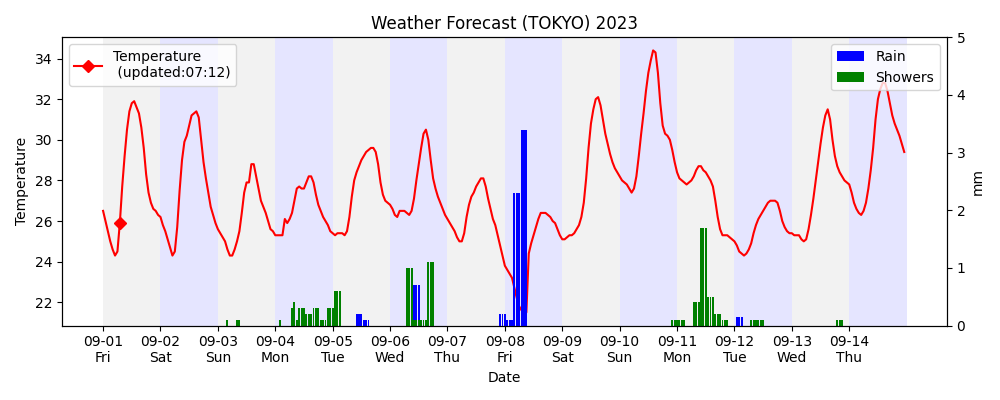 Weather Forecast (TOKYO) 2023
Temperature
(updated:07:12)
Rain
Showers
34
32
30
28
26
24
22
Temperature
5
4
3
2
1
0
mm
09-01 09-02 09-03 09-04 09-05 09-06 09-07 09-08 09-09 09-10 09-11 09-12 09-13 09-14
Fri Sat Sun Mon Tue Wed Thu Fri Sat Sun Mon Tue Wed Thu
Date